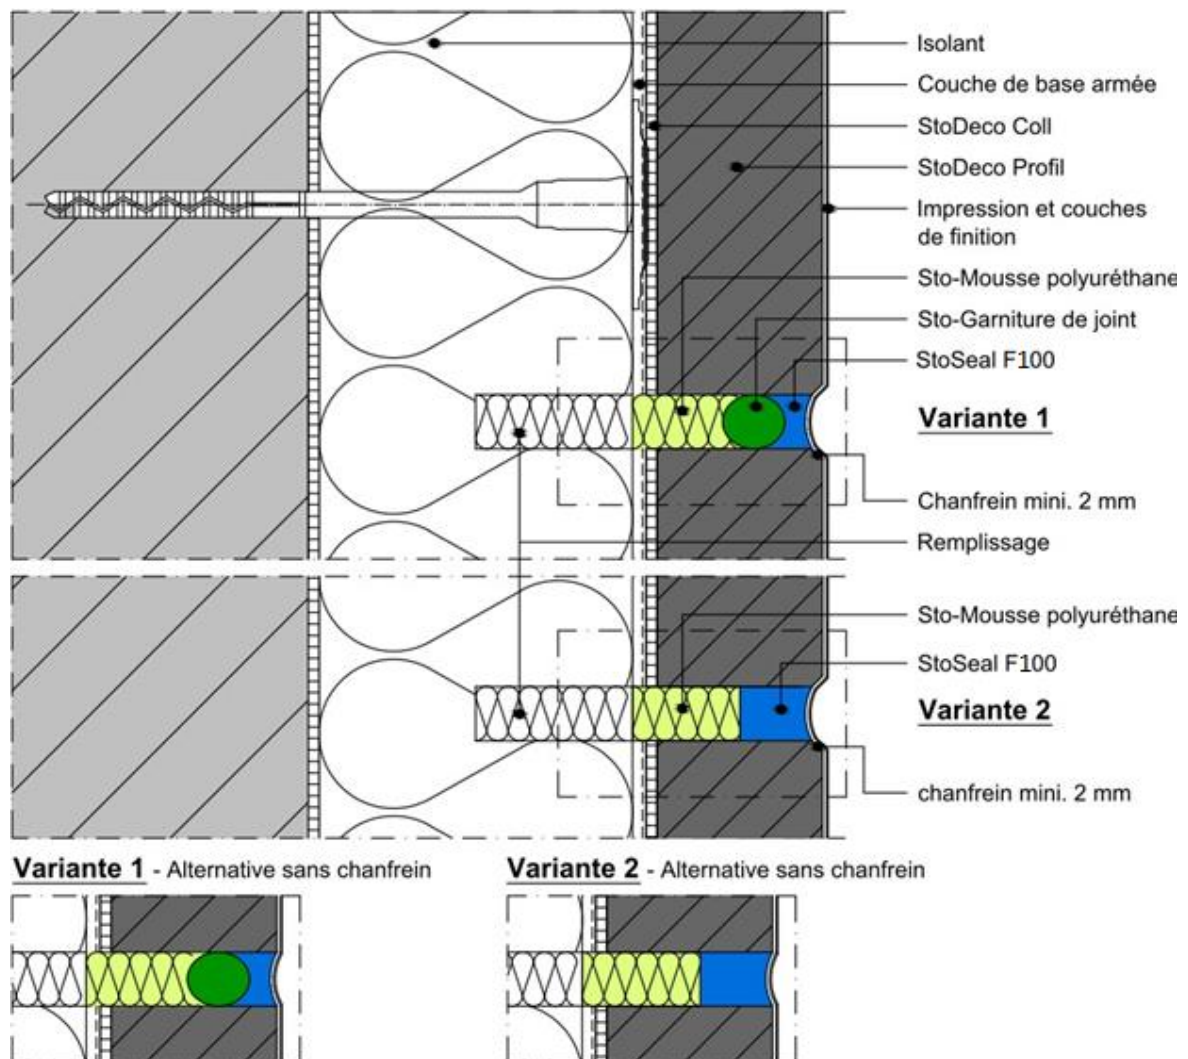 Isolant
Couche de base armée
StoDeco Coll
StoDeco Profil
Impression et couches
de finition
Sto-Mousse polyuréthane
Sto-Garniture de joint
StoSeal F100
Variante 1
Chanfrein mini. 2 mm
Remplissage
Sto-Mousse polyuréthane
StoSeal F100
Variante 2
chanfrein mini. 2 mm
Variante 1 - Alternative sans chanfrein
Variante 2 - Alternative sans chanfrein